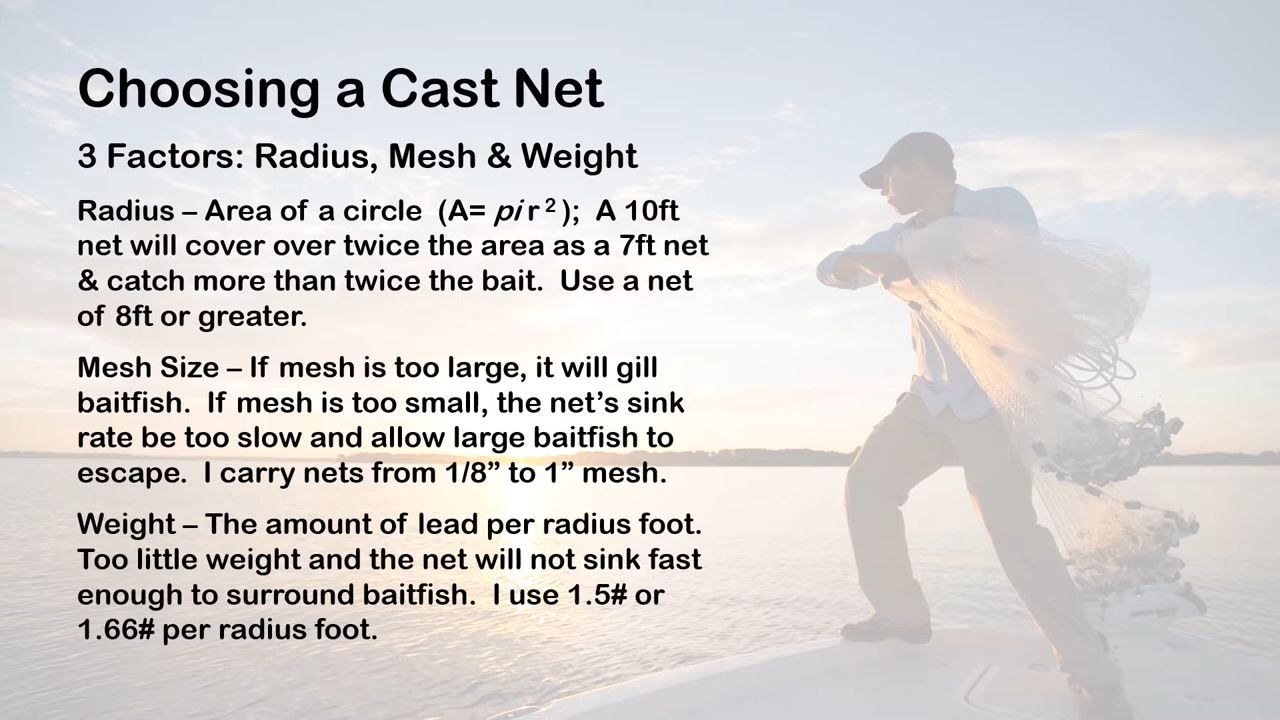 Choosing a Cast Net
3 Factors: Radius, Mesh & Weight
Radius – Area of a circle (A= pi r ²); A 10ft
net will cover over twice the area as a 7ft net
& catch more than twice the bait. Use a net
of 8ft or greater.
Mesh Size – If mesh is too large, it will gill
baitfish. If mesh is too small, the net’s sink
rate be too slow and allow large baitfish to
escape. I carry nets from 1/8” to 1” mesh.
Weight – The amount of lead per radius foot.
Too little weight and the net will not sink fast
enough to surround baitfish. I use 1.5# or
1.66# per radius foot.